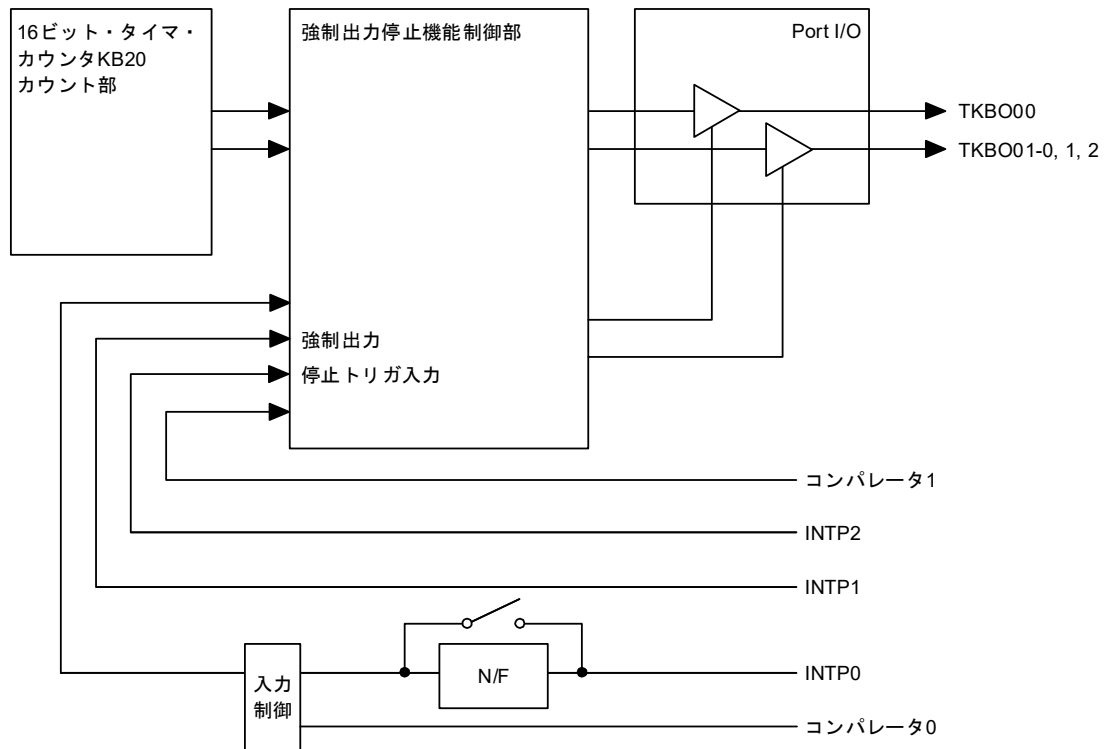 16ビット・タイマ・
カウンタKB20
カウント部
強制出力停止機能制御部
Port I/O
TKBO00
TKBO01-0, 1, 2
強制出力
停止トリガ入力
コンパレータ1
INTP2
INTP1
入力
制御
N/F
INTP0
コンパレータ0